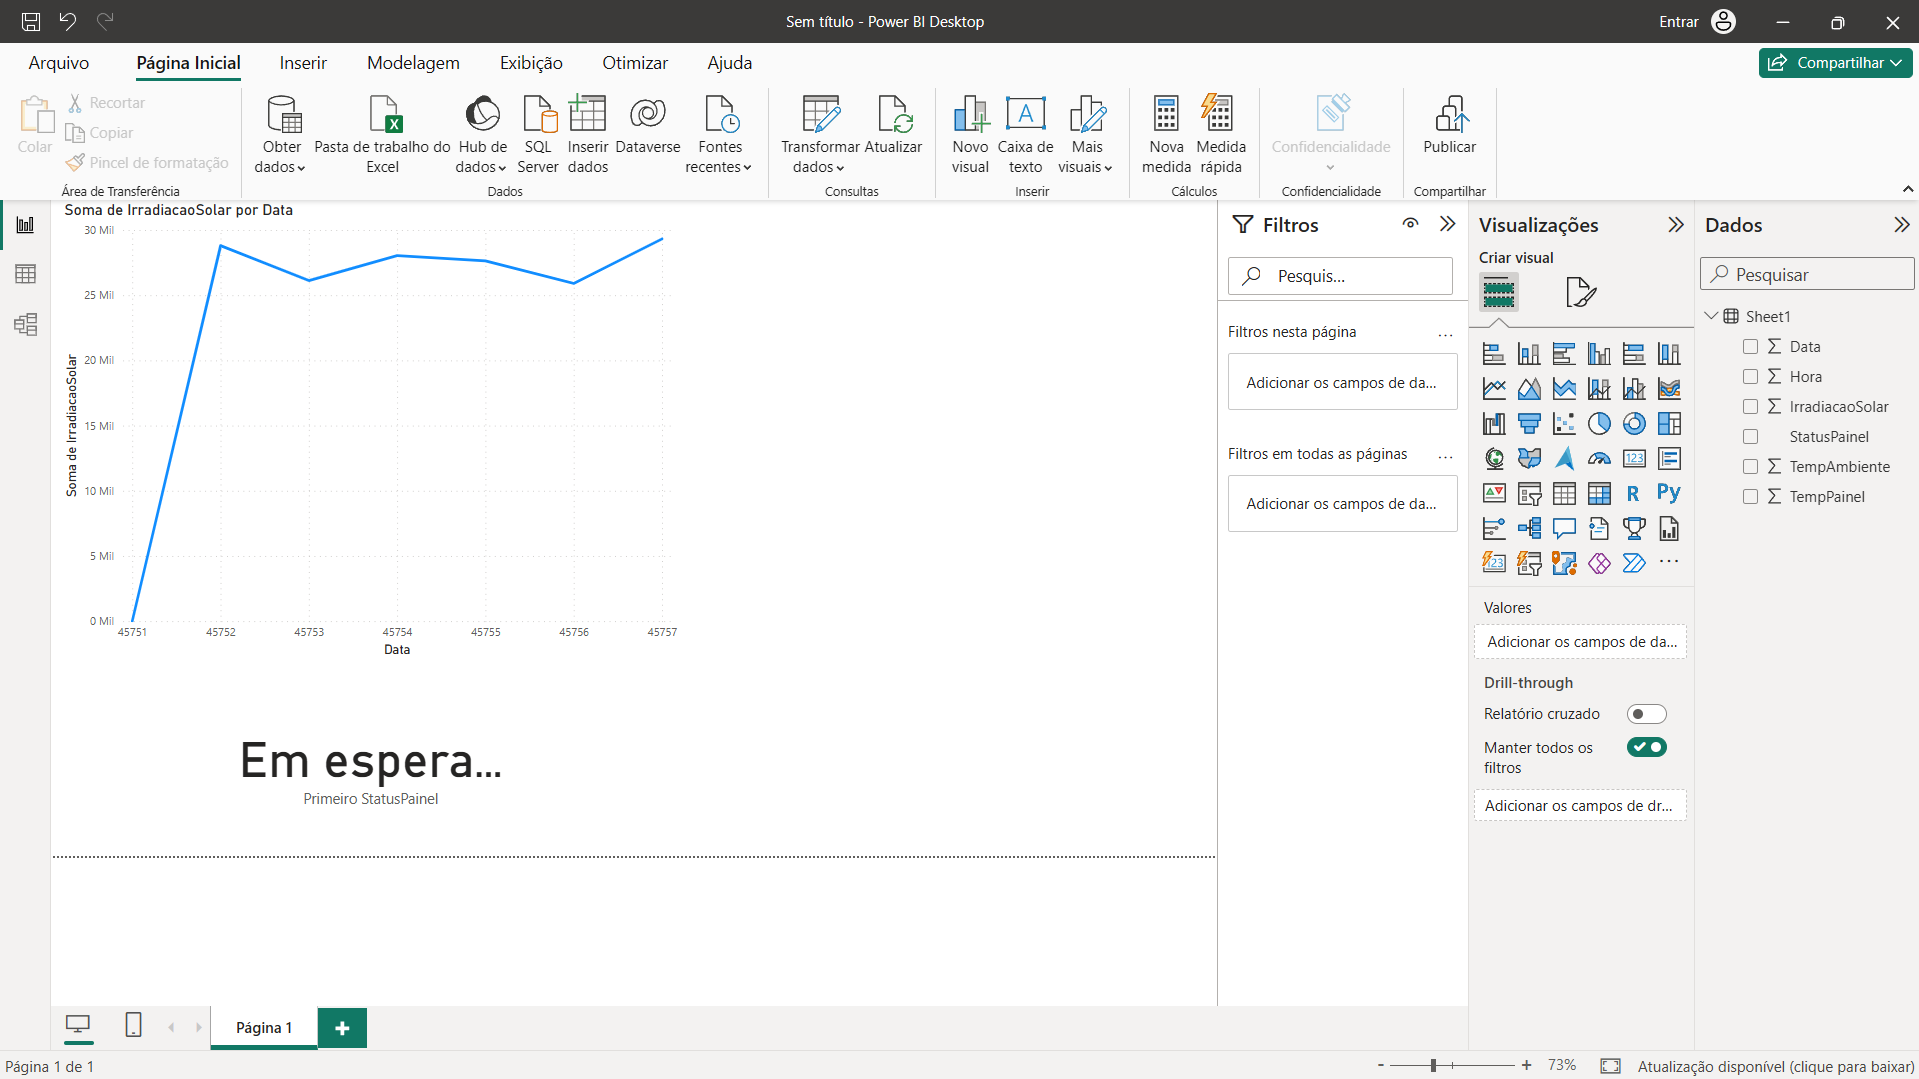 Sem título - Power BI Desktop
Entrar
Arquivo
Página Inicial
Inserir
Modelagem
Exibição
Otimizar
Ajuda
Compartilhar
Colar
Recortar
Copiar
Pincel de formatação
Área de Transferência
Obter dados
Pasta de trabalho do Excel
Hub de dados
SQL Server
Inserir dados
Dataverse
Fontes recentes
Dados
Transformar dados
Atualizar
Consultas
Novo visual
Caixa de texto
Mais visuais
Inserir
Nova medida
Medida rápida
Cálculos
Confidencialidade
Confidencialidade
Publicar
Compartilhar
Soma de IrradiacaoSolar por Data
30 Mil
25 Mil
20 Mil
15 Mil
10 Mil
5 Mil
0 Mil
Soma de IrradiacaoSolar
45751
45752
45753
45754
45755
45756
45757
Data
Em espera...
Primeiro StatusPainel
Filtros
Pesquis...
Filtros nesta página
...
Adicionar os campos de da...
Filtros em todas as páginas
...
Adicionar os campos de da...
Visualizações
Criar visual
123
R
Py
123
...
Valores
Adicionar os campos de da...
Drill-through
Relatório cruzado
Manter todos os
filtros
Adicionar os campos de dr...
Dados
Pesquisar
Sheet1
Data
Hora
IrradiacaoSolar
StatusPainel
TempAmbiente
TempPainel
Página 1
Página 1 de 1
- + 73%
Atualização disponível (clique para baixar)